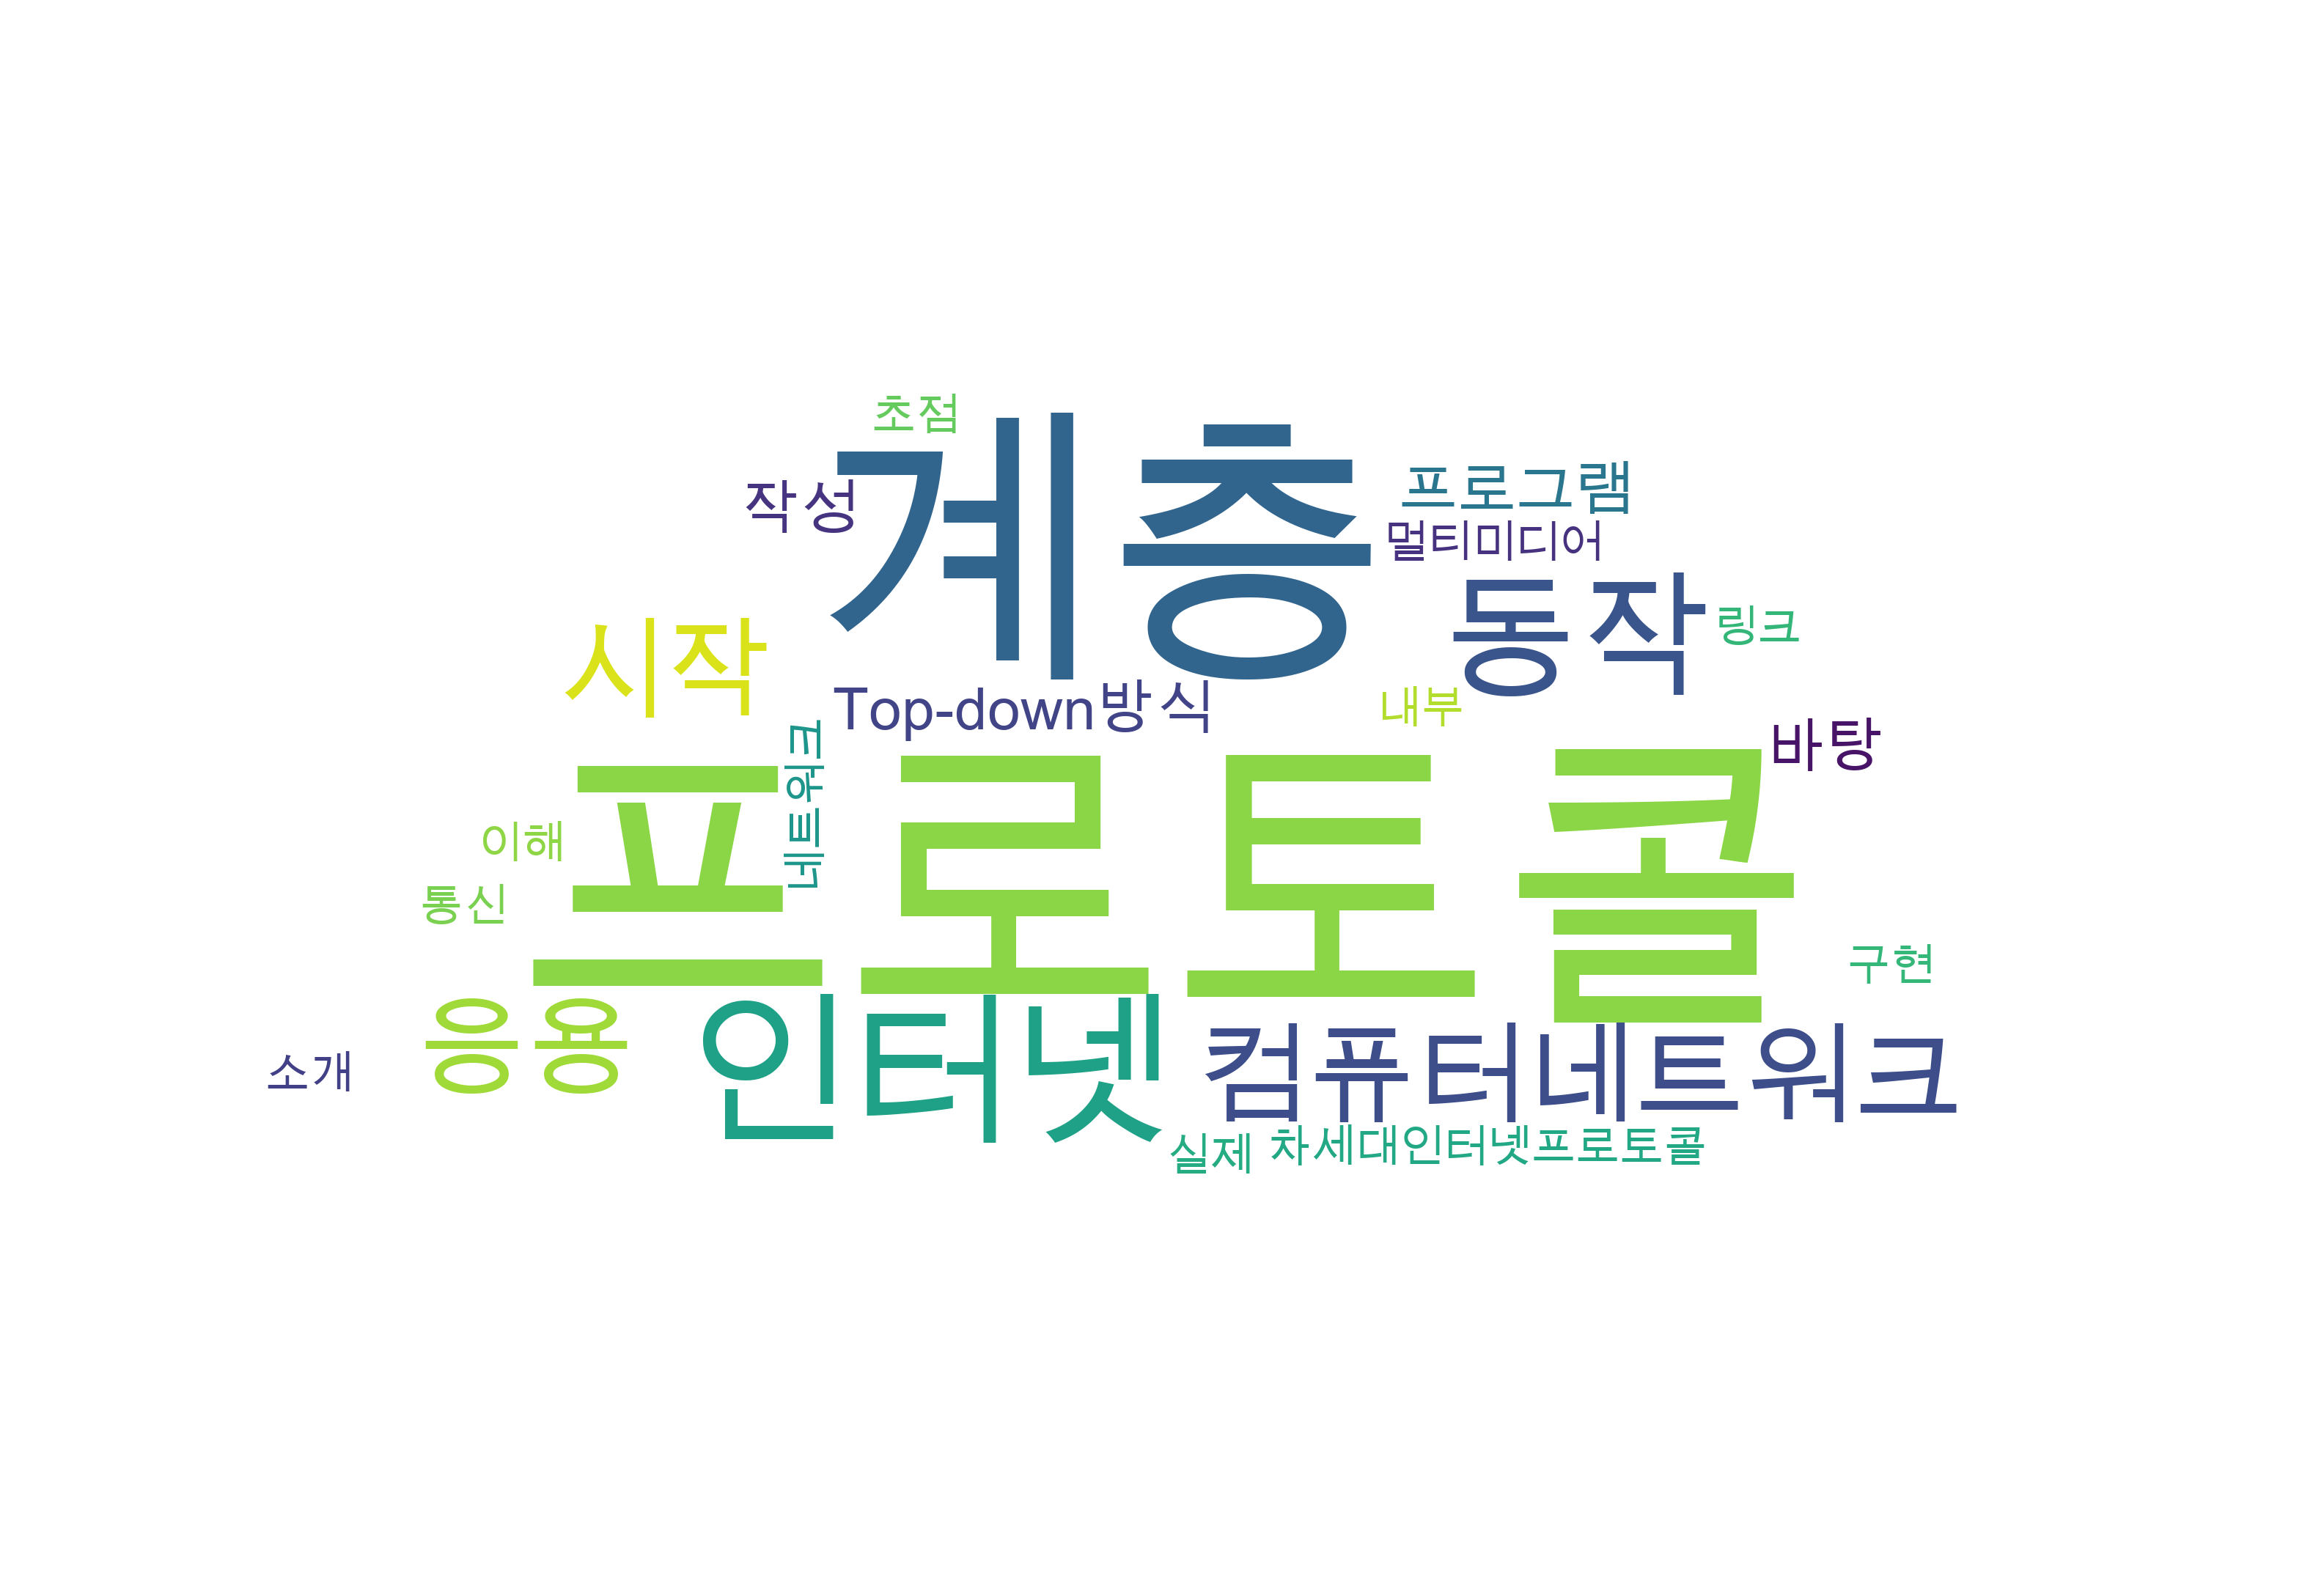 초점
계층
작성
프로그램
멀티미디어
동작
링크
시작
Top-down방식
내부
바탕
네트워크
프로토콜
이해
통신
구현
응용
인터넷
컴퓨터네트워크
소개
실제
차세대인터넷프로토콜